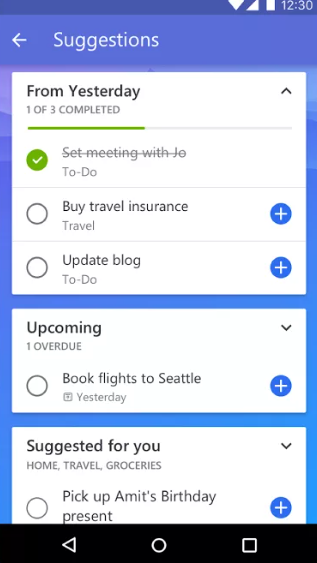 12:30
Suggestions
From Yesterday
1 OF 3 COMPLETED
Set meeting with Jo
To-Do
Buy travel insurance
Travel
Update blog
To-Do
Upcoming
1 OVERDUE
Book flights to Seattle
Yesterday
Suggested for you
HOME, TRAVEL, GROCERIES
Pick up Amit's Birthday
present